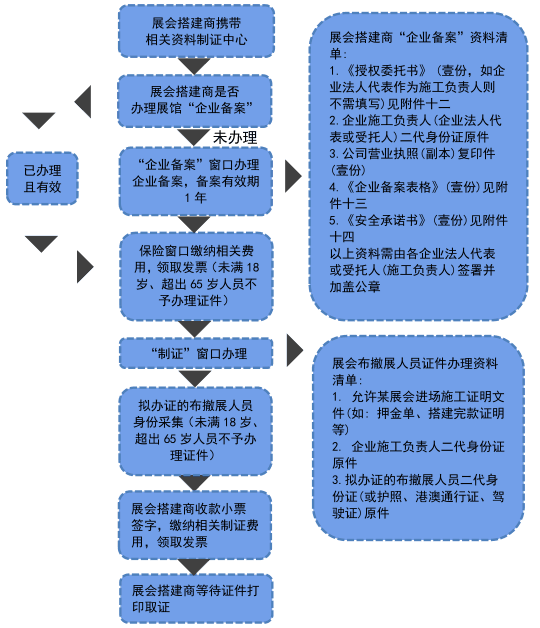 展会搭建商携带
相关资料制证中心
展会搭建商是否
办理展馆“企业备案”
未办理
已办理
且有效
“企业备案”窗口办理
企业备案，备案有效期
1 年
保险窗口缴纳相关费
用，领取发票（未满 18
岁、超出 65 岁人员不
予办理证件）
“制证”窗口办理
拟办证的布撤展人员
身份采集（未满 18 岁、
超出 65 岁人员不予办
理证件）
展会搭建商收款小票
签字，缴纳相关制证费
用，领取发票
展会搭建商等待证件打
印取证
展会搭建商“企业备案”资料清
单：
1.《授权委托书》（壹份，如企
业法人代表作为施工负责人则
不需填写）见附件十二
2.企业施工负责人(企业法人代
表或受托人)二代身份证原件
3.公司营业执照(副本)复印件
(壹份)
4.《企业备案表格》(壹份)见附
件十三
5.《安全承诺书》(壹份)见附件
十四
以上资料需由各企业法人代表
或受托人(施工负责人)签署并
加盖公章
展会布撤展人员证件办理资料
清单：
1. 允许某展会进场施工证明文
件(如: 押金单、搭建完款证明
等)
2. 企业施工负责人二代身份证
原件
3.拟办证的布撤展人员二代身
份证(或护照、港澳通行证、驾
驶证)原件